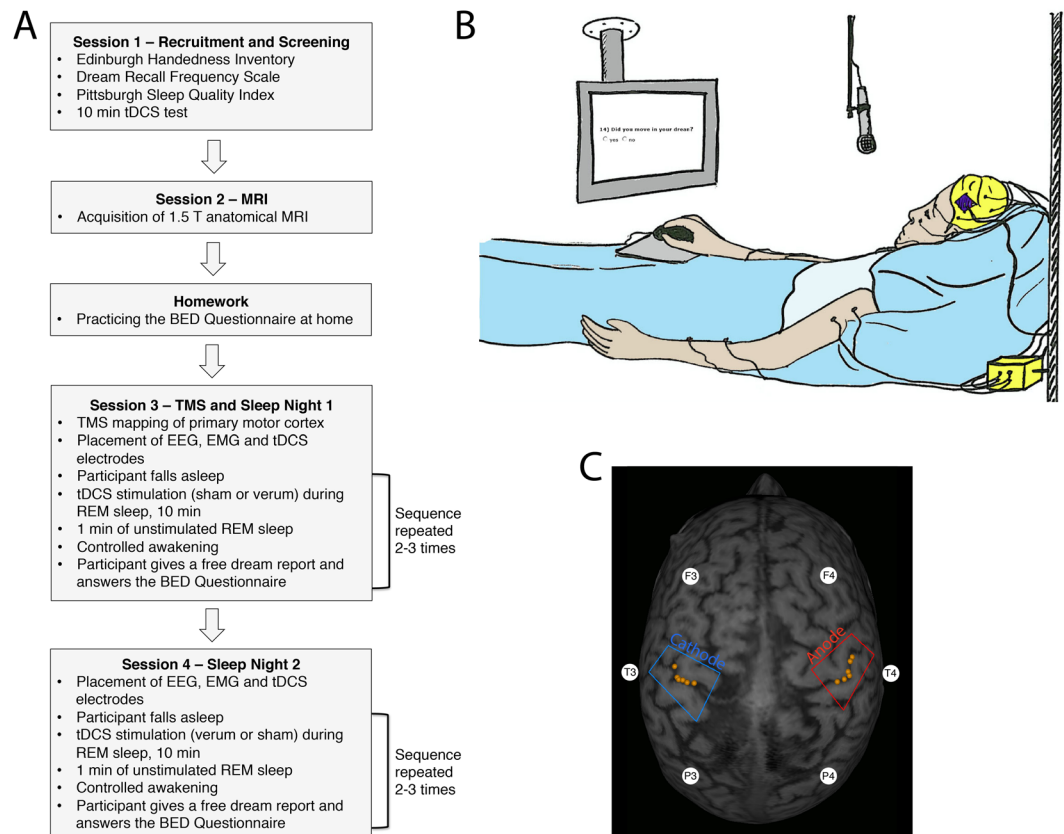 A
Session 1 – Recruitment and Screening
• Edinburgh Handedness Inventory
• Dream Recall Frequency Scale
• Pittsburgh Sleep Quality Index
• 10 min tDCS test
Session 2 – MRI
• Acquisition of 1.5 T anatomical MRI
Homework
• Practicing the BED Questionnaire at home
Session 3 – TMS and Sleep Night 1
• TMS mapping of primary motor cortex
• Placement of EEG, EMG and tDCS
electrodes
• Participant falls asleep
• tDCS stimulation (sham or verum) during
REM sleep, 10 min
• 1 min of unstimulated REM sleep
• Controlled awakening
• Participant gives a free dream report and
answers the BED Questionnaire
Sequence
repeated
2-3 times
Session 4 – Sleep Night 2
• Placement of EEG, EMG and tDCS
electrodes
• Participant falls asleep
• tDCS stimulation (verum or sham) during
REM sleep, 10 min
• 1 min of unstimulated REM sleep
• Controlled awakening
• Participant gives a free dream report and
answers the BED Questionnaire
Sequence
repeated
2-3 times
B
14) Did you move in your dream?
yes no
C
F3
F4
Cathode
Anode
T3
T4
P3
P4